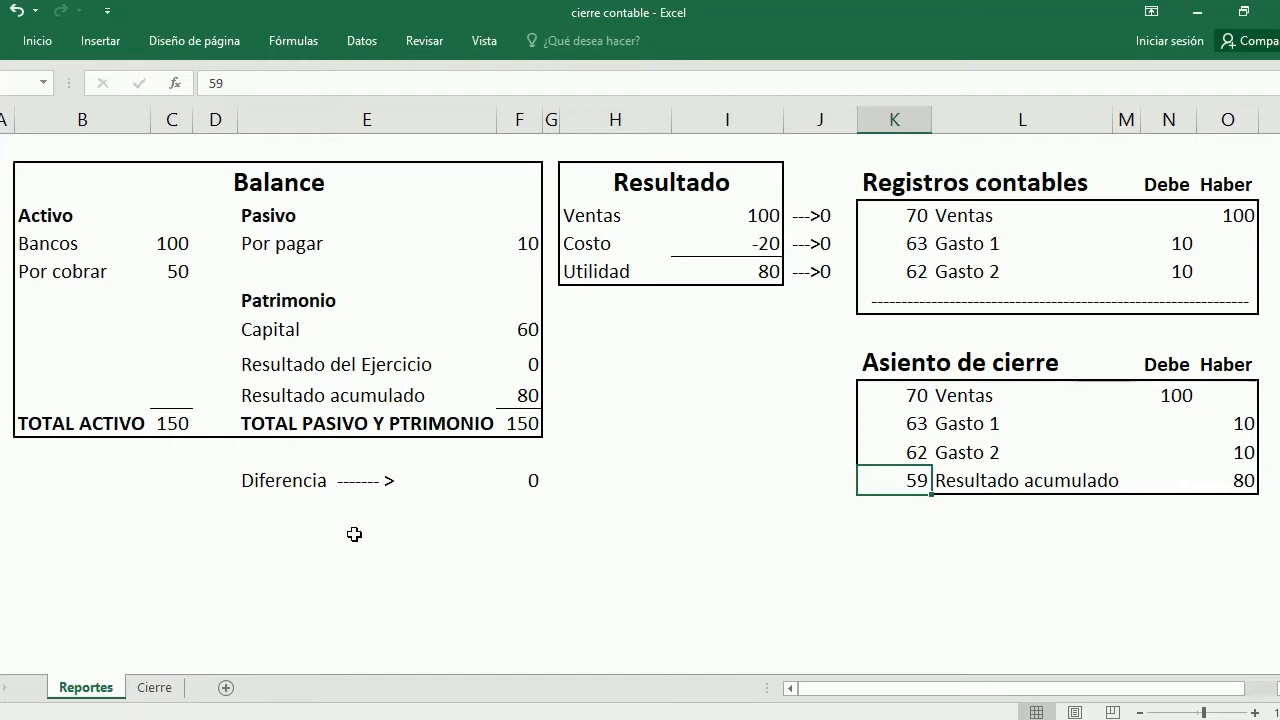 cierre contable - Excel
Inicio Insertar Diseño de página Fórmulas Datos Revisar Vista ¿Qué desea hacer? Iniciar sesión Compa
fx 59
A B C D E F G H I J K L M N O
Balance Resultado Registros contables Debe Haber
Activo Pasivo Ventas 100 --->0 70 Ventas 100
Bancos 100 Por pagar 10 Costo -20 --->0 63 Gasto 1 10
Por cobrar 50 Utilidad 80 --->0 62 Gasto 2 10
Patrimonio ---------------------------------------------------------------
Capital 60
Resultado del Ejercicio 0 Asiento de cierre Debe Haber
Resultado acumulado 80 70 Ventas 100
TOTAL ACTIVO 150 TOTAL PASIVO Y PTRIMONIO 150 63 Gasto 1 10
62 Gasto 2 10
Diferencia ------- > 0 59 Resultado acumulado 80
Reportes Cierre
1